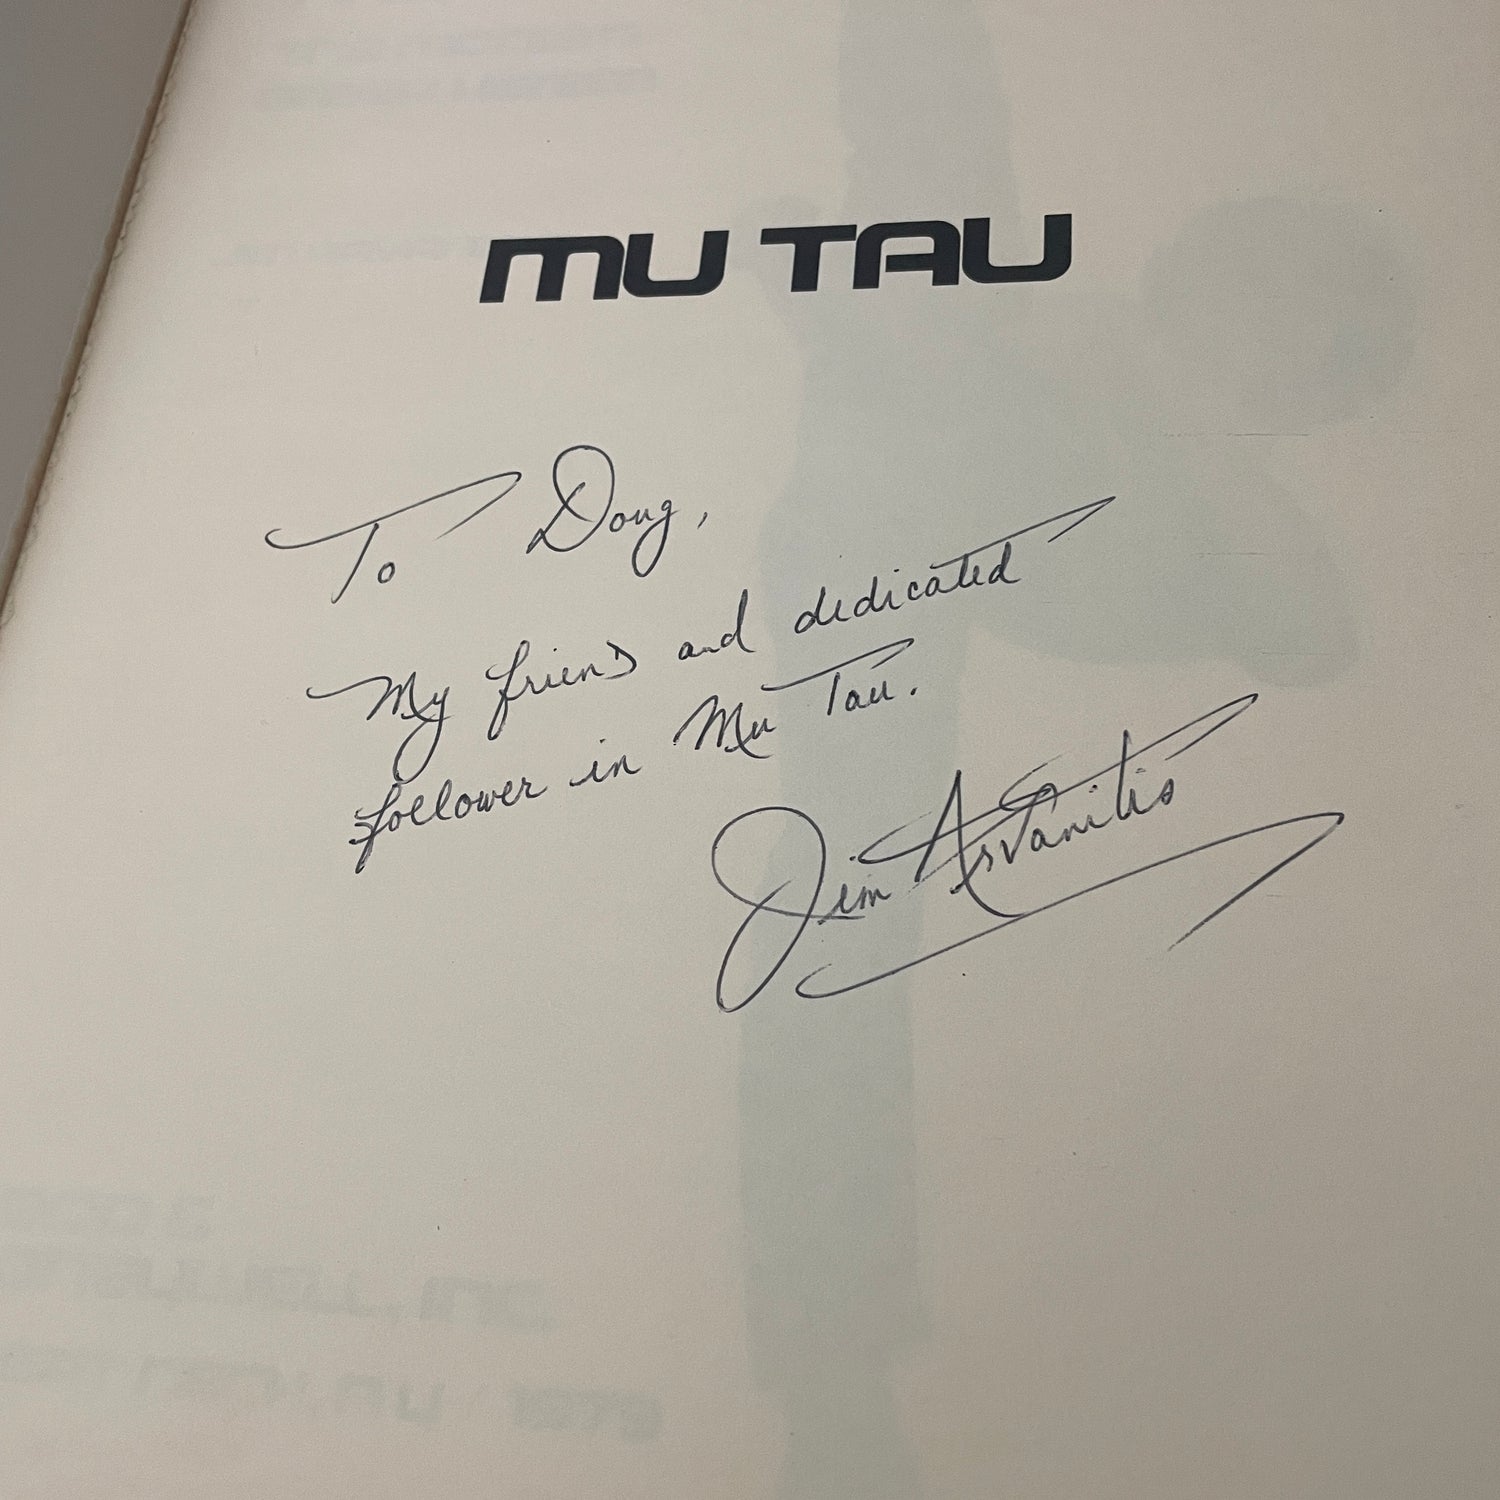 MU TAU
To Doug,
My friend and dedicated
follower in Mu Tau.
Jim Arvanitis